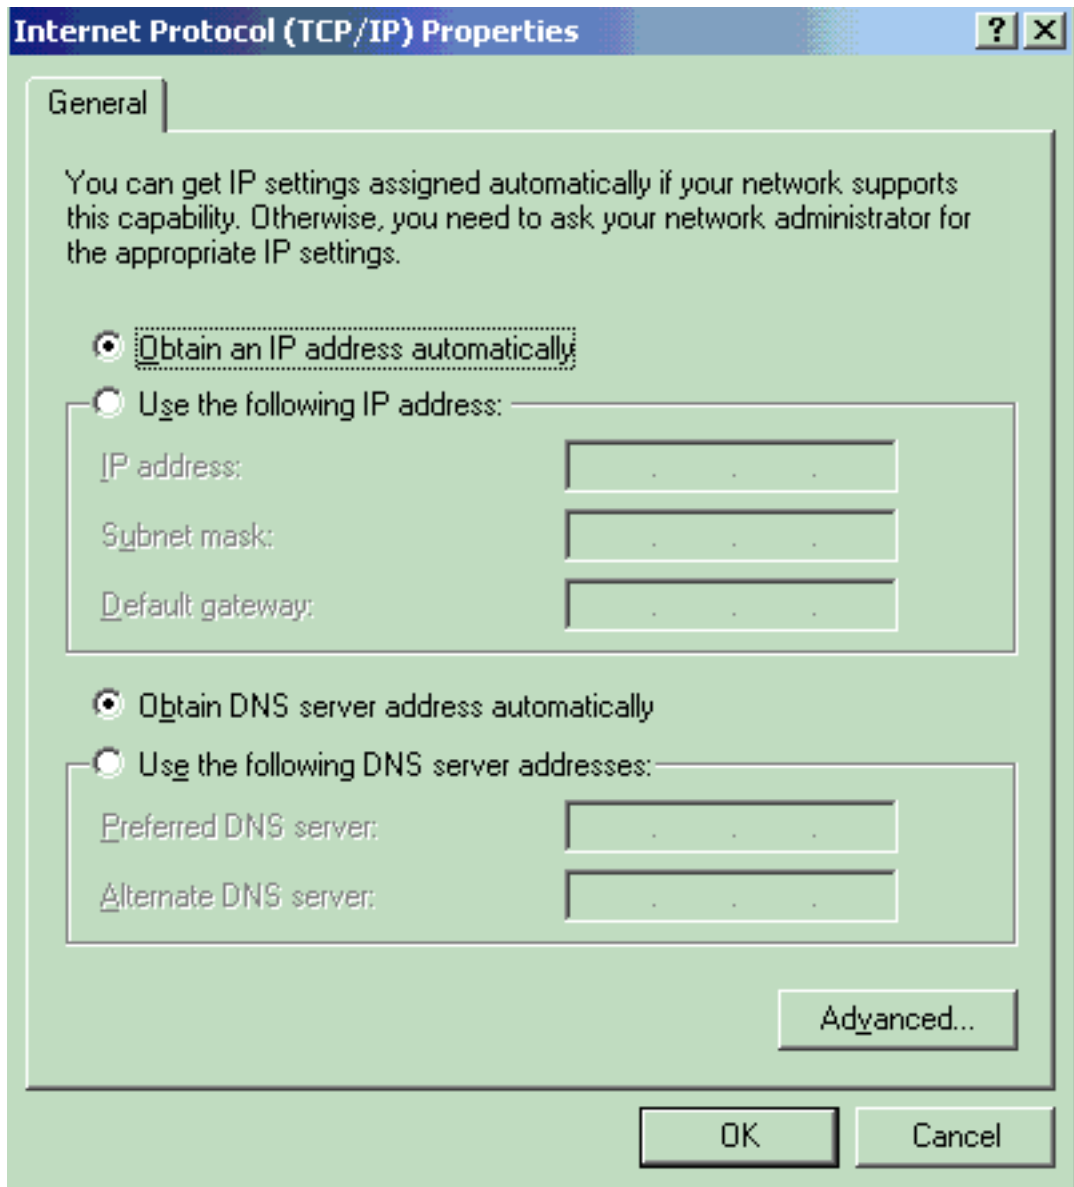 Internet Protocol (TCP/IP) Properties
General
You can get IP settings assigned automatically if your network supports
this capability. Otherwise, you need to ask your network administrator for
the appropriate IP settings.
Obtain an IP address automatically
Use the following IP address:
IP address:
Subnet mask:
Default gateway:
Obtain DNS server address automatically
Use the following DNS server addresses:
Preferred DNS server:
Alternate DNS server:
Advanced...
OK Cancel